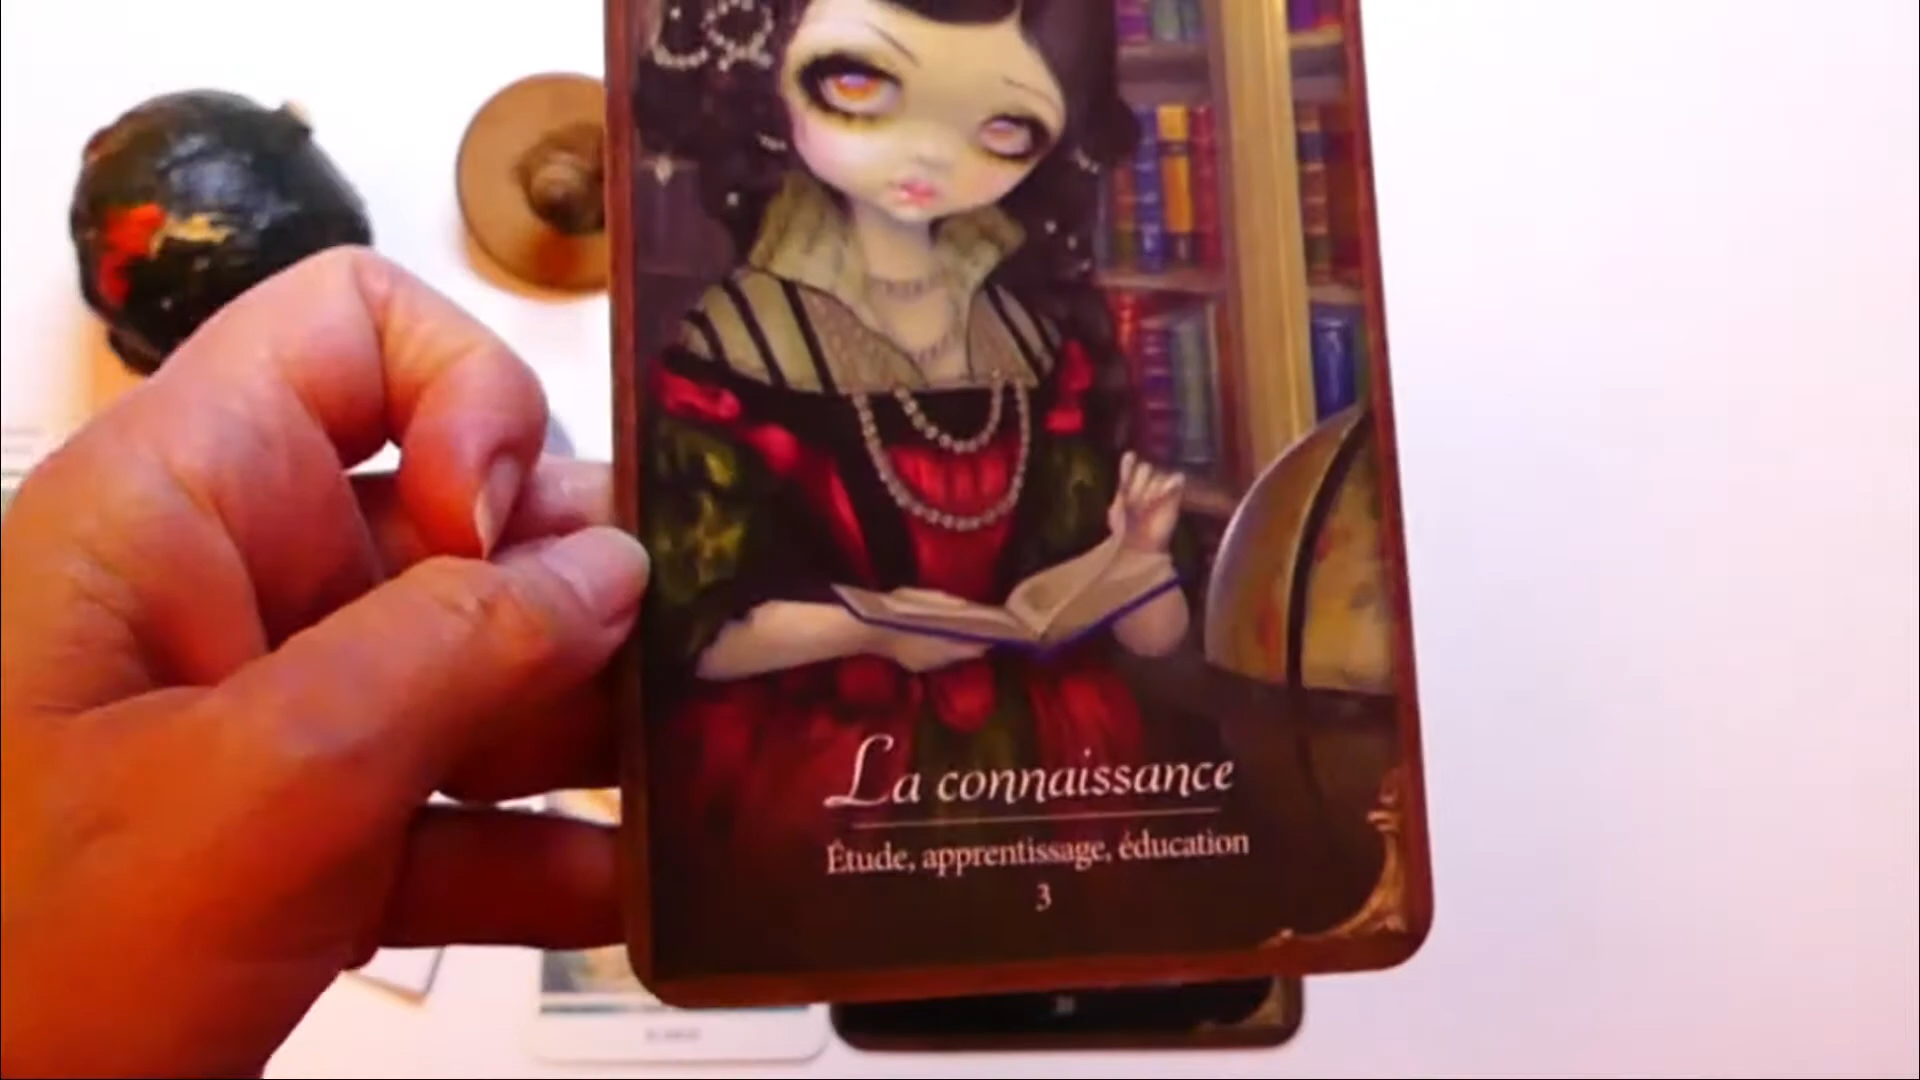 La connaissance
Étude, apprentissage, éducation
3